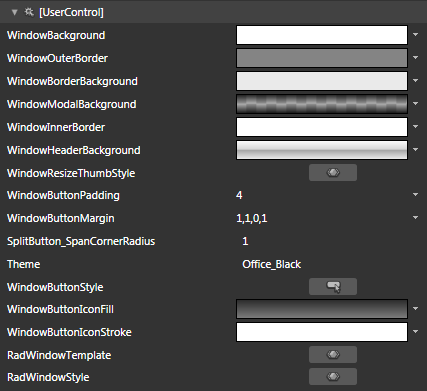 [UserControl]
WindowBackground
WindowOuterBorder
WindowBorderBackground
WindowModalBackground
WindowInnerBorder
WindowHeaderBackground
WindowResizeThumbStyle
WindowButtonPadding 4
WindowButtonMargin 1,1,0,1
SplitButton_SpanCornerRadius 1
Theme Office_Black
WindowButtonStyle
WindowButtonIconFill
WindowButtonIconStroke
RadWindowTemplate
RadWindowStyle